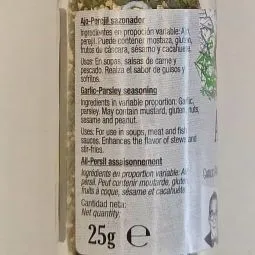 Ajo-Perejil sazonador
Ingredientes en proporción variable: Ajo,
perejil. Puede contener mostaza, gluten,
frutos de cáscara, sésamo y cacahuete.
Uses: En sopas, salsas de carne y
pescado. Realza el sabor de guisos y
sofritos.
Garlic-Parsley seasoning
Ingredients in variable proportion: Garlic,
parsley. May contain mustard, gluten, nuts,
sesame and peanut.
Uses: For use in soups, meat and fish
sauces. Enhances the flavor of stews and
stir-fries.
Ail-Persil assaisonnement
Ingrédients en proportion variable: Ail,
persil. Peut contenir moutarde, gluten,
fruits à coque, sésame et cacahuète.
Cantidad neta:
Net quantity:
25g e